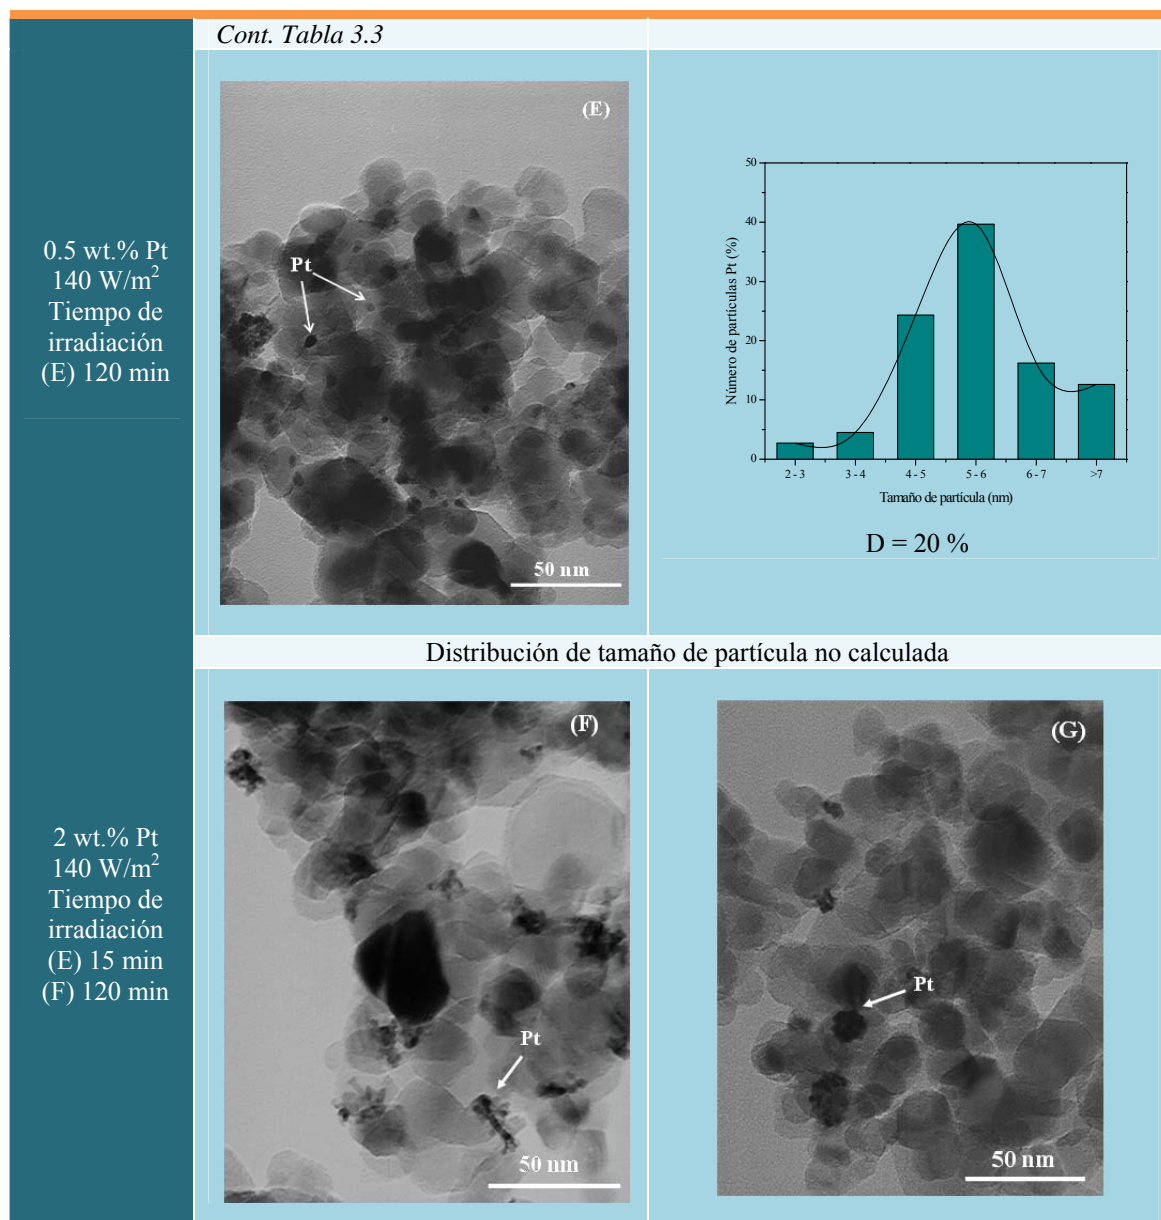 Cont. Tabla 3.3
0.5 wt.% Pt
140 W/m²
Tiempo de
irradiación
(E) 120 min
(E)
Pt
50 nm
50
40
30
20
10
0
Número de partículas Pt (%)
2 - 3
3 - 4
4 - 5
5 - 6
6 - 7
>7
Tamaño de partícula (nm)
D = 20 %
Distribución de tamaño de partícula no calculada
2 wt.% Pt
140 W/m²
Tiempo de
irradiación
(E) 15 min
(F) 120 min
(F)
Pt
50 nm
(G)
Pt
50 nm